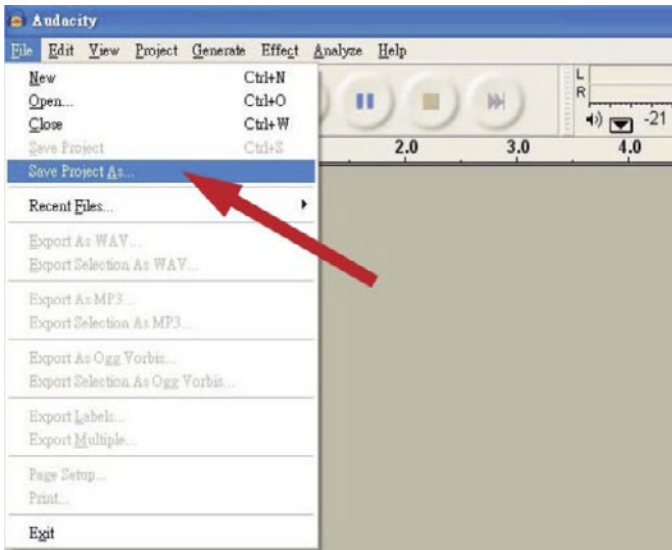 Audacity
File Edit View Project Generate Effect Analyze Help
New Ctrl+N
Open... Ctrl+O
Close Ctrl+W
Save Project Ctrl+S
Save Project As...
Recent Files...
Export As WAV...
Export Selection As WAV...
Export As MP3...
Export Selection As MP3...
Export As Ogg Vorbis...
Export Selection As Ogg Vorbis...
Export Labels...
Export Multiple...
Page Setup...
Print...
Exit
L
R
-21
2.0 3.0 4.0